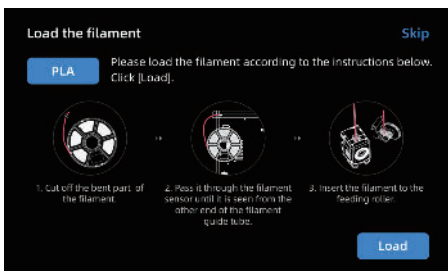 Load the filament
Skip
PLA
Please load the filament according to the instructions below.
Click [Load].
1. Cut off the bent part of
the filament.
2. Pass it through the filament
sensor until it is seen from the
other end of the filament
guide tube.
3. Insert the filament to the
feeding roller.
Load